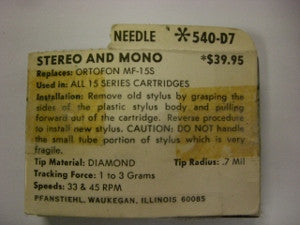 NEEDLE *540-D7
STEREO AND MONO *$39.95
Replaces: ORTOFON MF-15S
Used in: ALL 15 SERIES CARTRIDGES
Installation: Remove old stylus by grasping the
sides of the plastic stylus body and pulling
forward out of the cartridge. Reverse procedure
to install new stylus. CAUTION: DO NOT handle
the small tube portion of stylus which is very
fragile.
Tip Material: DIAMOND Tip Radius: .7 Mil
Tracking Force: 1 to 3 Grams
Speeds: 33 & 45 RPM
PFANSTIEHL, WAUKEGAN, ILLINOIS 60085